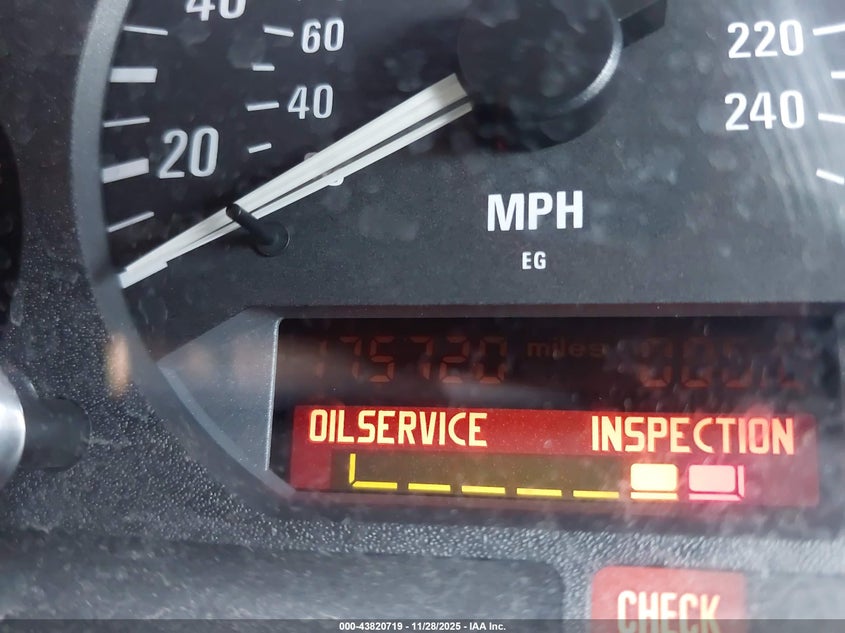 40
60
220
40
240
20
MPH
EG
175720 miles
OILSERVICE INSPECTION
CHECK
000-43820719 - 11/28/2025 - IAA Inc.